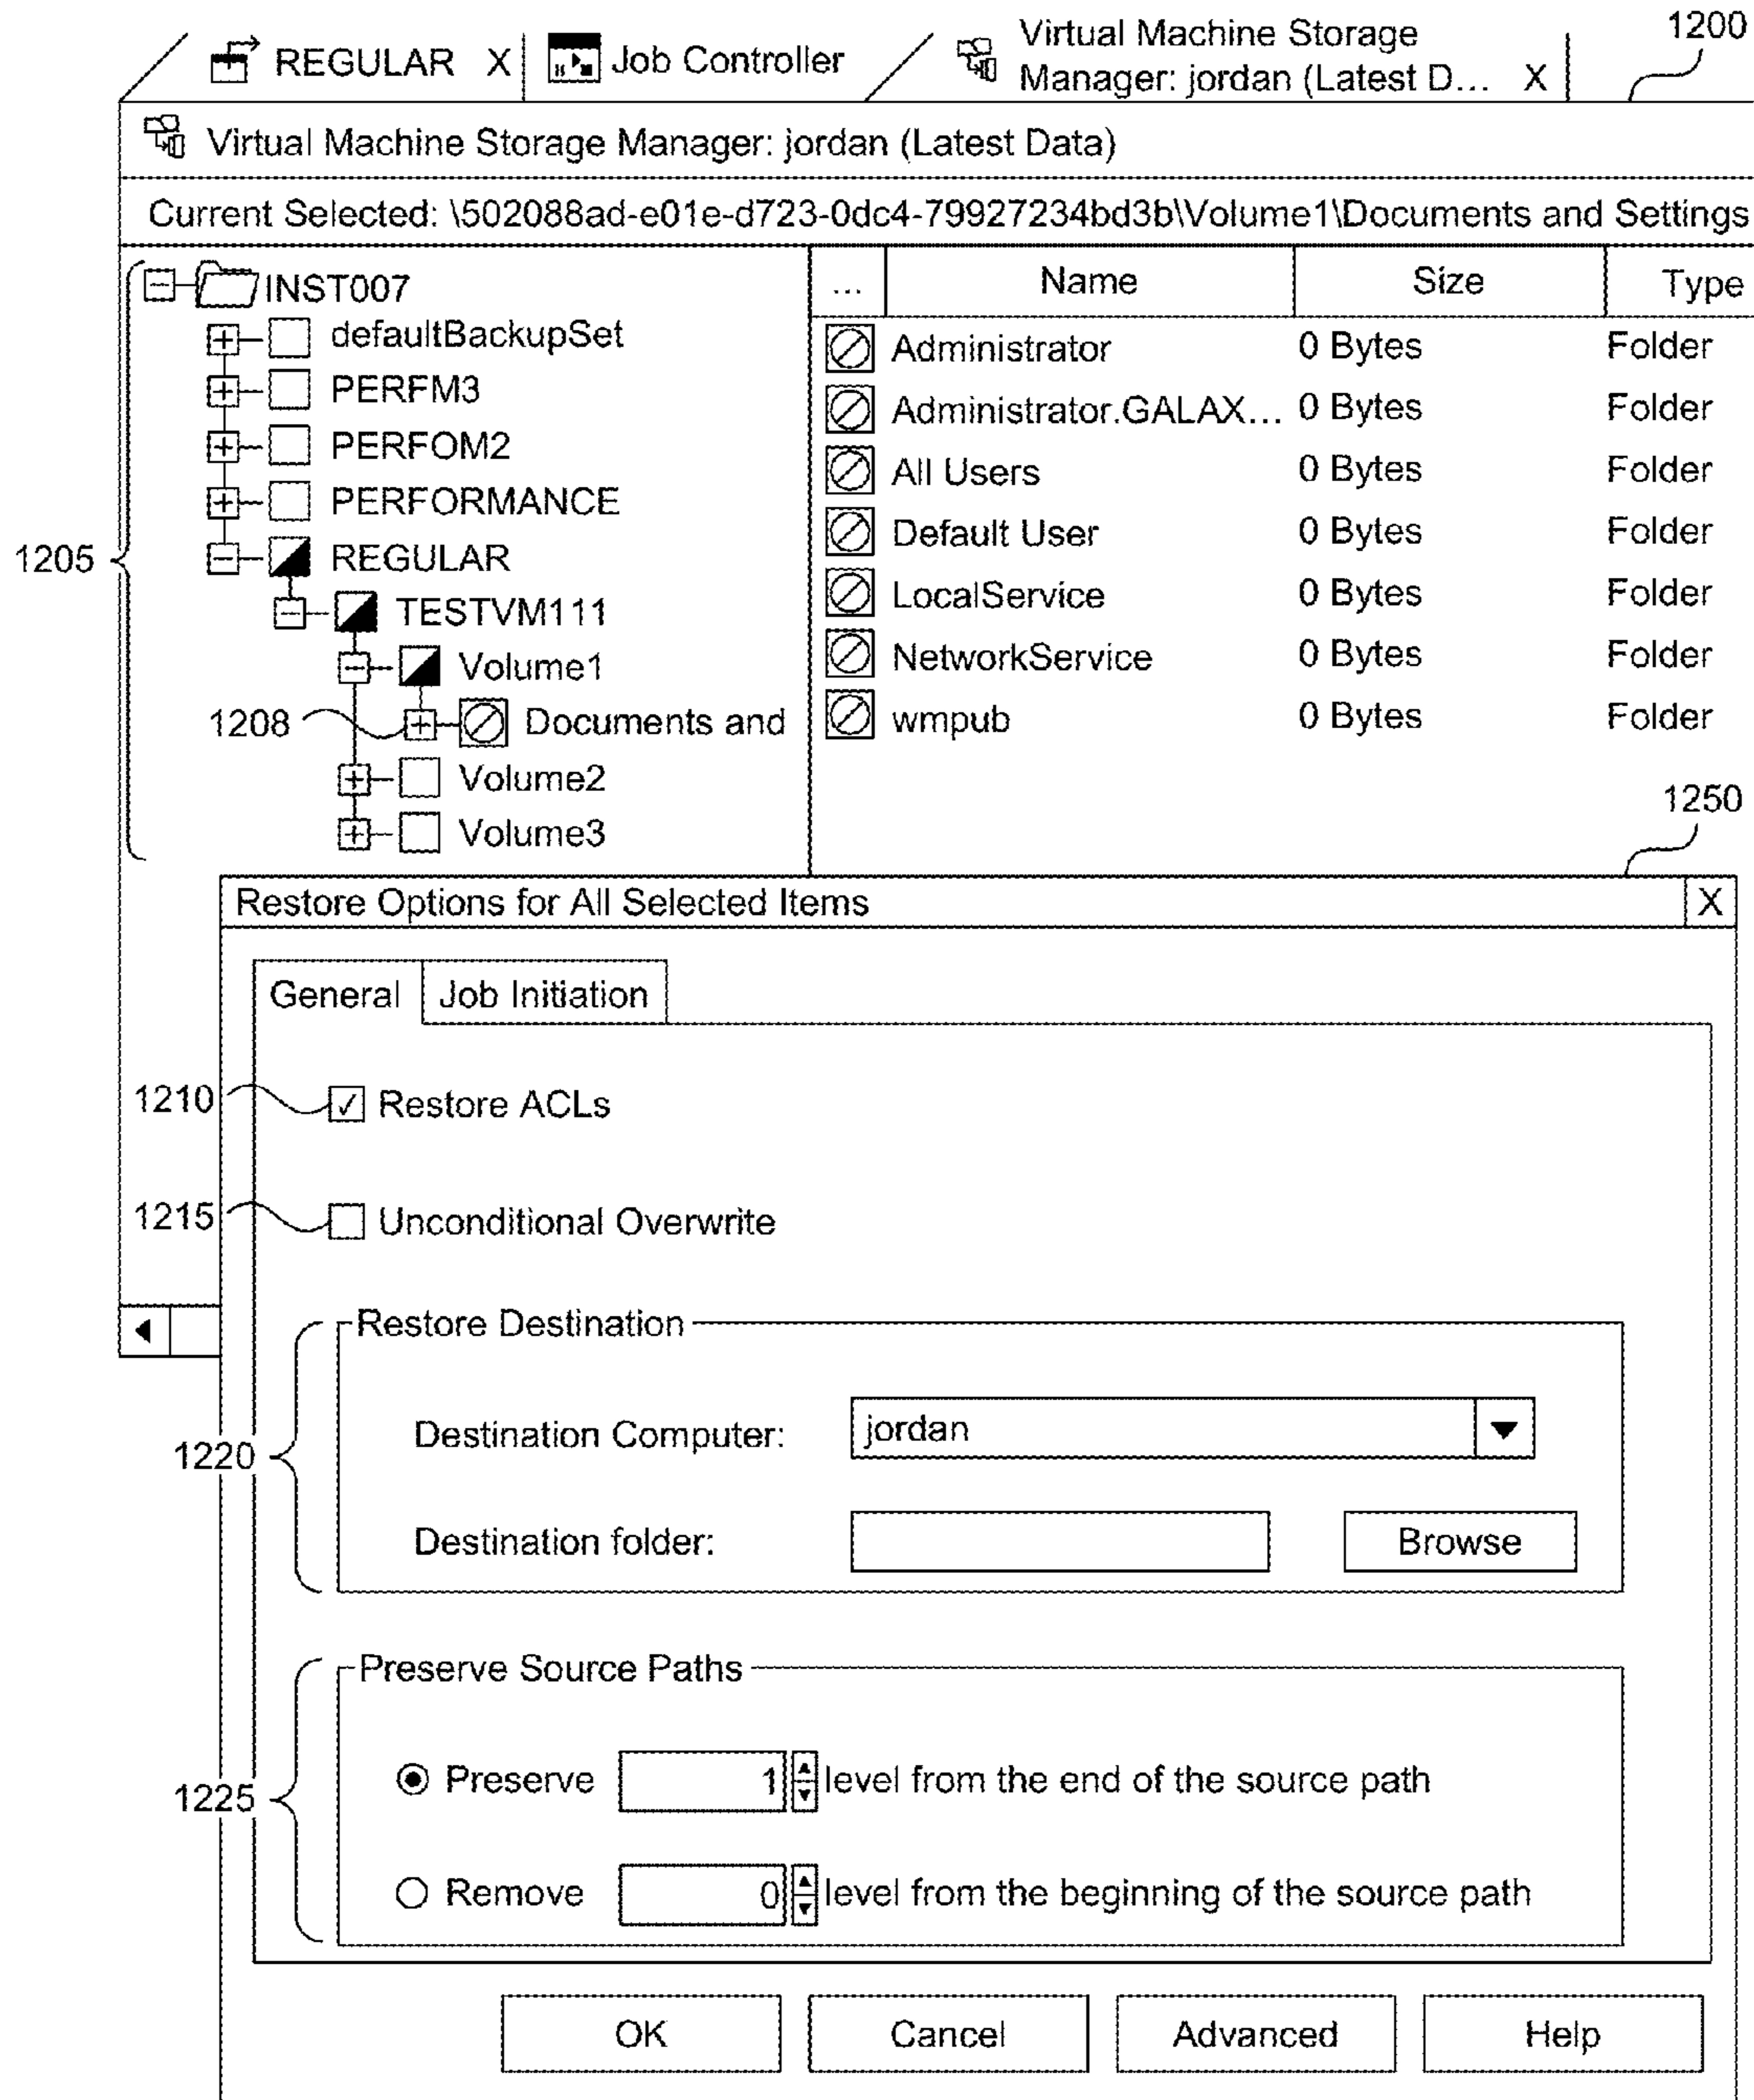 REGULAR X Job Controller
Virtual Machine Storage
Manager: jordan (Latest D... X
1200
Virtual Machine Storage Manager: jordan (Latest Data)
Current Selected: \502088ad-e01e-d723-0dc4-79927234bd3b\Volume1\Documents and Settings
1205
INST007
defaultBackupSet
PERFM3
PERFOM2
PERFORMANCE
REGULAR
TESTVM111
Volume1
1208 Documents and
Volume2
Volume3
... Name Size Type
Administrator 0 Bytes Folder
Administrator.GALAX... 0 Bytes Folder
All Users 0 Bytes Folder
Default User 0 Bytes Folder
LocalService 0 Bytes Folder
NetworkService 0 Bytes Folder
wmpub 0 Bytes Folder
1250
Restore Options for All Selected Items X
General Job Initiation
1210 Restore ACLs
1215 Unconditional Overwrite
Restore Destination
1220
Destination Computer: jordan
Destination folder: Browse
Preserve Source Paths
1225
Preserve 1 level from the end of the source path
Remove 0 level from the beginning of the source path
OK Cancel Advanced Help